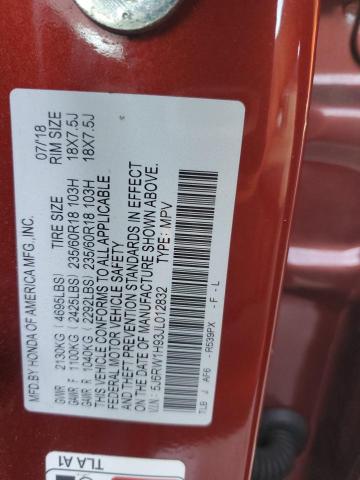 MFD.BY HONDA OF AMERICA MFG.,INC. 07/'18
TIRE SIZE RIM SIZE
GVWR 2130KG (4695LBS)
GAWR F 1100KG (2425LBS) 235/60R18 103H 18X7.5J
GAWR R 1040KG (2292LBS) 235/60R18 103H 18X7.5J
THIS VEHICLE CONFORMS TO ALL APPLICABLE
FEDERAL MOTOR VEHICLE SAFETY
AND THEFT PREVENTION STANDARDS IN EFFECT
ON THE DATE OF MANUFACTURE SHOWN ABOVE.
V.I.N.: 5J6RW1H93JL012832 TYPE: MPV
TLB J AF6 - R539PX - F - L
TLA A1